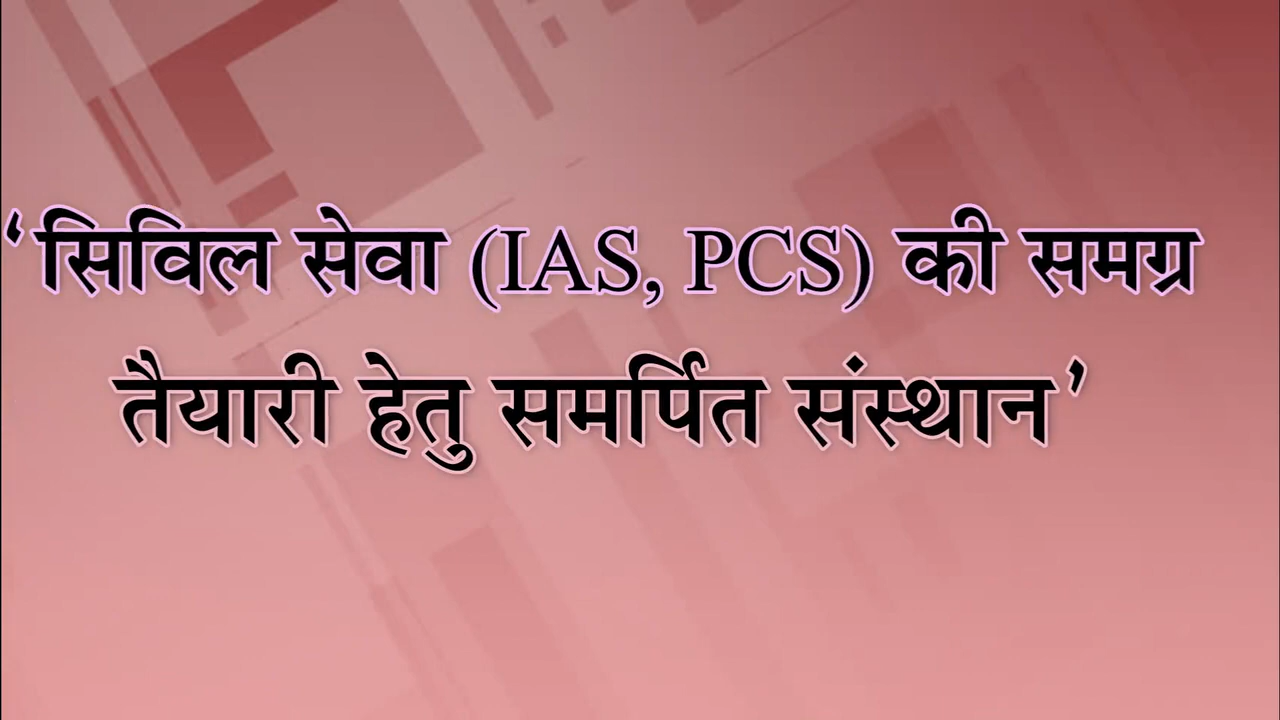 ‘सिविल सेवा (IAS, PCS) की समग्र
तैयारी हेतु समर्पित संस्थान’